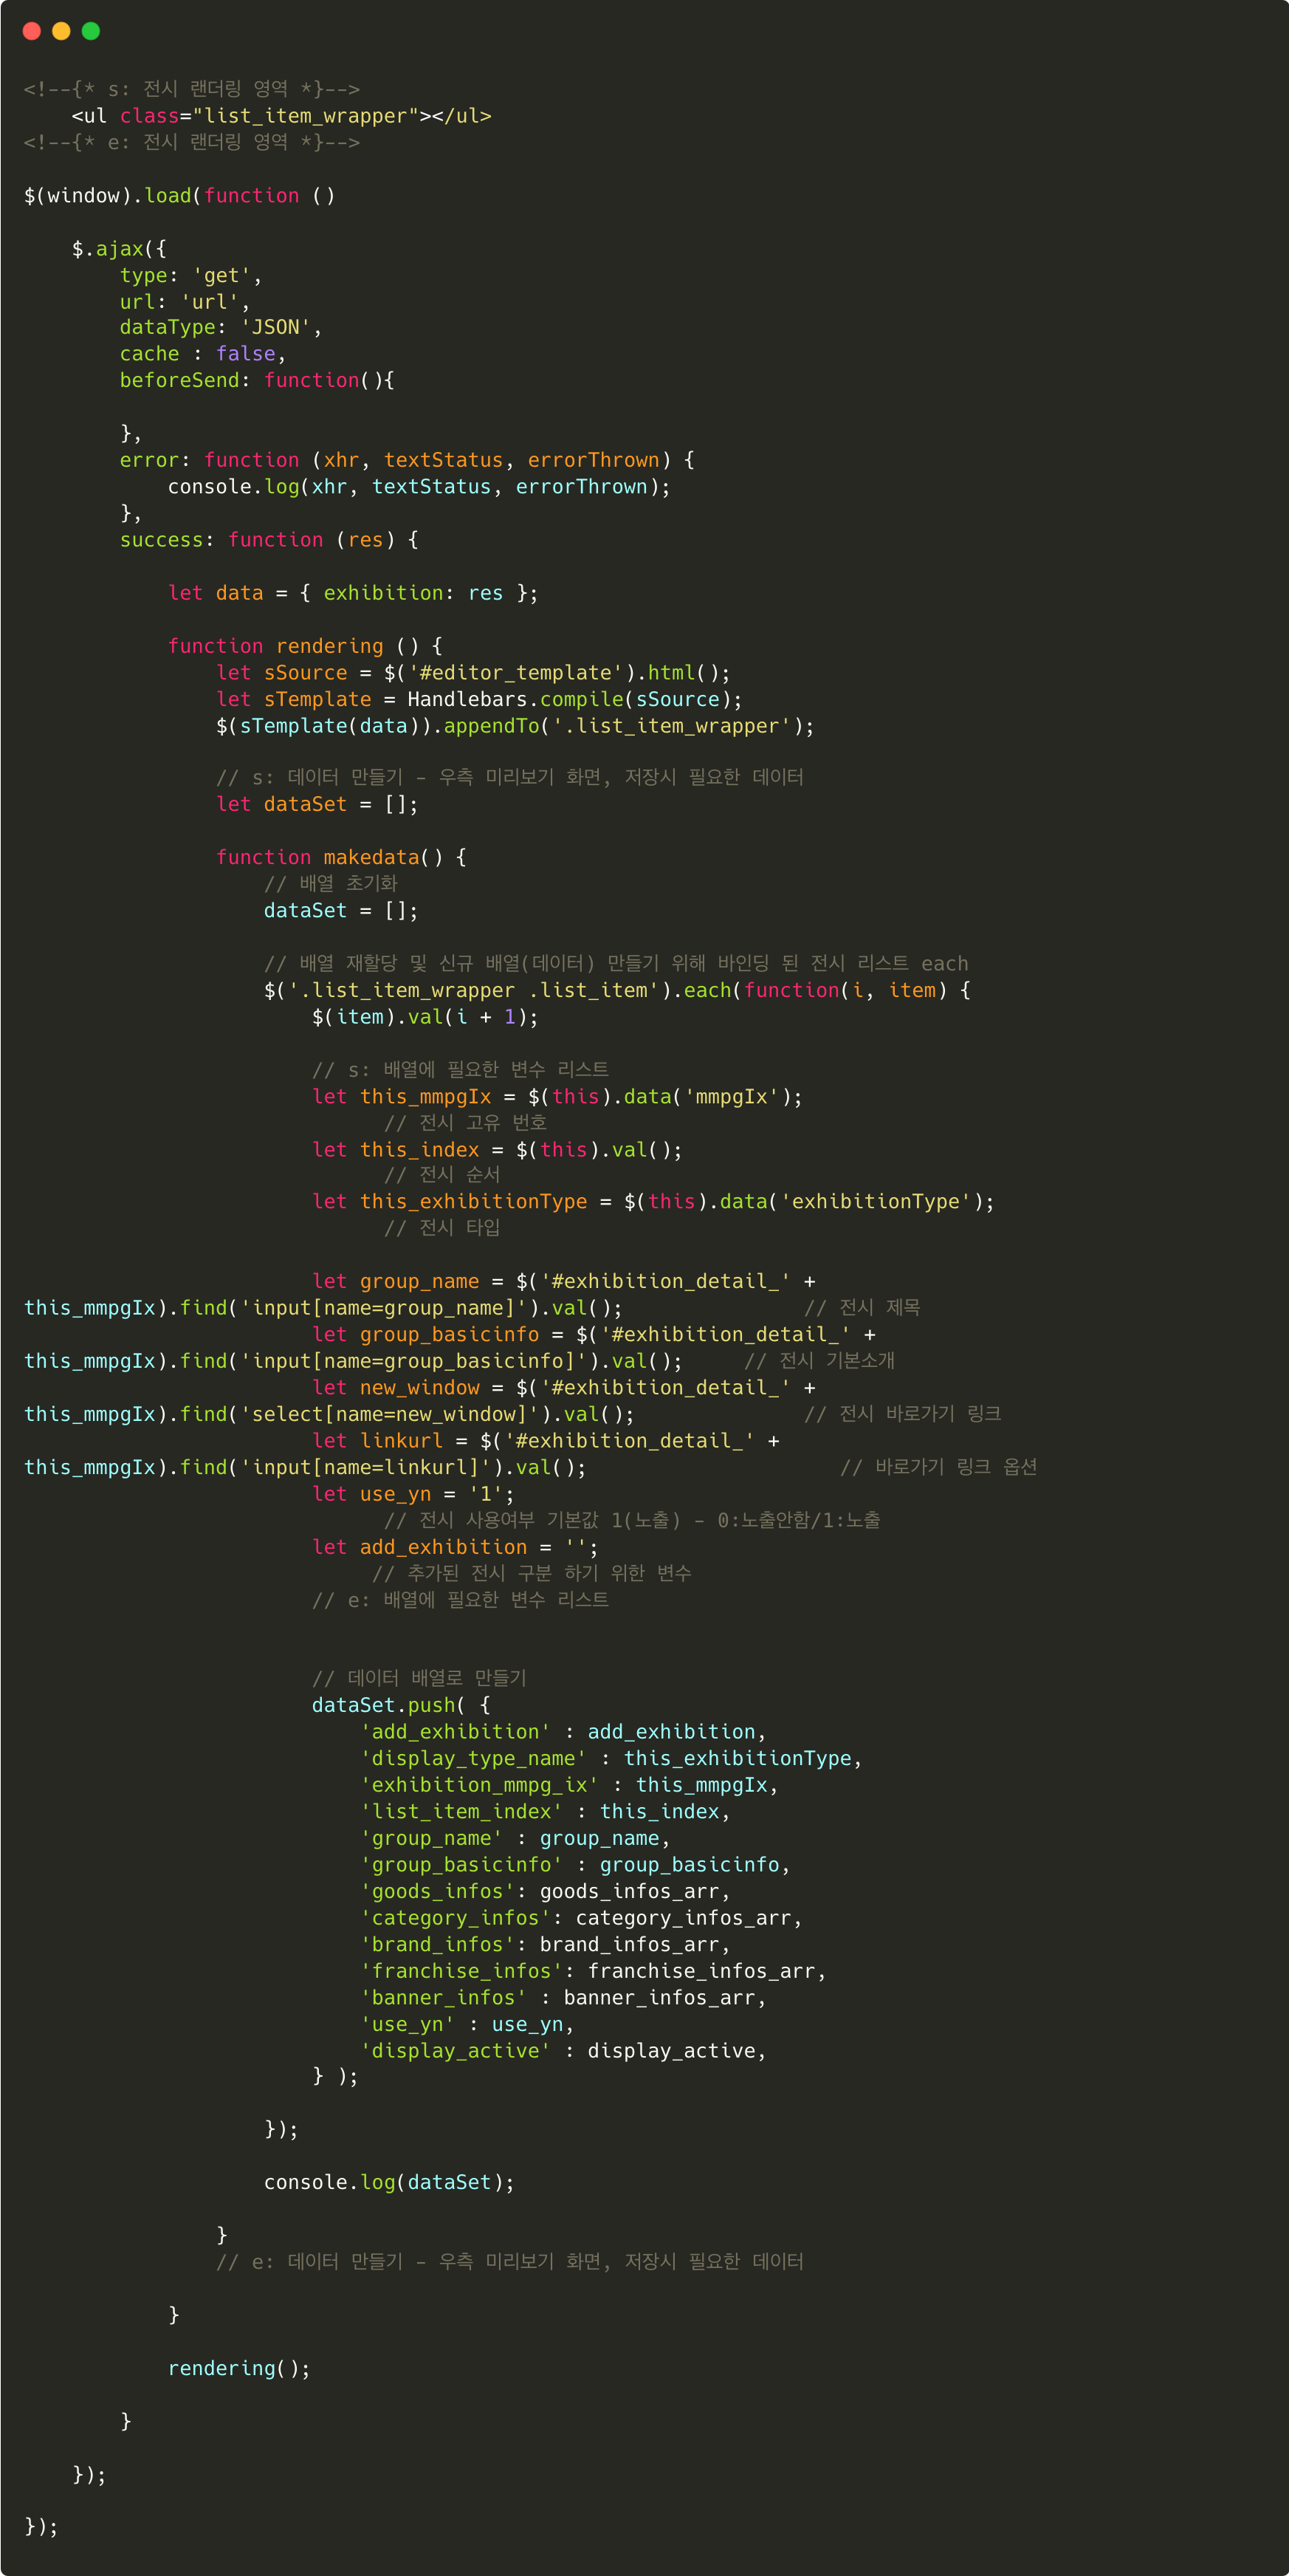 <!--{* s: 전시 랜더링 영역 *}-->
    <ul class="list_item_wrapper"></ul>
<!--{* e: 전시 랜더링 영역 *}-->

$(window).load(function ()

    $.ajax({
        type: 'get',
        url: 'url',
        dataType: 'JSON',
        cache : false,
        beforeSend: function(){

        },
        error: function (xhr, textStatus, errorThrown) {
            console.log(xhr, textStatus, errorThrown);
        },
        success: function (res) {

            let data = { exhibition: res };

            function rendering () {
                let sSource = $('#editor_template').html();
                let sTemplate = Handlebars.compile(sSource);
                $(sTemplate(data)).appendTo('.list_item_wrapper');

                // s: 데이터 만들기 - 우측 미리보기 화면, 저장시 필요한 데이터
                let dataSet = [];

                function makedata() {
                    // 배열 초기화
                    dataSet = [];

                    // 배열 재할당 및 신규 배열(데이터) 만들기 위해 바인딩 된 전시 리스트 each
                    $('.list_item_wrapper .list_item').each(function(i, item) {
                        $(item).val(i + 1);

                        // s: 배열에 필요한 변수 리스트
                        let this_mmpgIx = $(this).data('mmpgIx');
                              // 전시 고유 번호
                        let this_index = $(this).val();
                              // 전시 순서
                        let this_exhibitionType = $(this).data('exhibitionType');
                              // 전시 타입

                        let group_name = $('#exhibition_detail_' +
this_mmpgIx).find('input[name=group_name]').val();               // 전시 제목
                        let group_basicinfo = $('#exhibition_detail_' +
this_mmpgIx).find('input[name=group_basicinfo]').val();     // 전시 기본소개
                        let new_window = $('#exhibition_detail_' +
this_mmpgIx).find('select[name=new_window]').val();              // 전시 바로가기 링크
                        let linkurl = $('#exhibition_detail_' +
this_mmpgIx).find('input[name=linkurl]').val();                     // 바로가기 링크 옵션
                        let use_yn = '1';
                              // 전시 사용여부 기본값 1(노출) - 0:노출안함/1:노출
                        let add_exhibition = '';
                             // 추가된 전시 구분 하기 위한 변수
                        // e: 배열에 필요한 변수 리스트


                        // 데이터 배열로 만들기
                        dataSet.push( {
                            'add_exhibition' : add_exhibition,
                            'display_type_name' : this_exhibitionType,
                            'exhibition_mmpg_ix' : this_mmpgIx,
                            'list_item_index' : this_index,
                            'group_name' : group_name,
                            'group_basicinfo' : group_basicinfo,
                            'goods_infos': goods_infos_arr,
                            'category_infos': category_infos_arr,
                            'brand_infos': brand_infos_arr,
                            'franchise_infos': franchise_infos_arr,
                            'banner_infos' : banner_infos_arr,
                            'use_yn' : use_yn,
                            'display_active' : display_active,
                        } );

                    });

                    console.log(dataSet);

                }
                // e: 데이터 만들기 - 우측 미리보기 화면, 저장시 필요한 데이터

            }

            rendering();

        }

    });

});